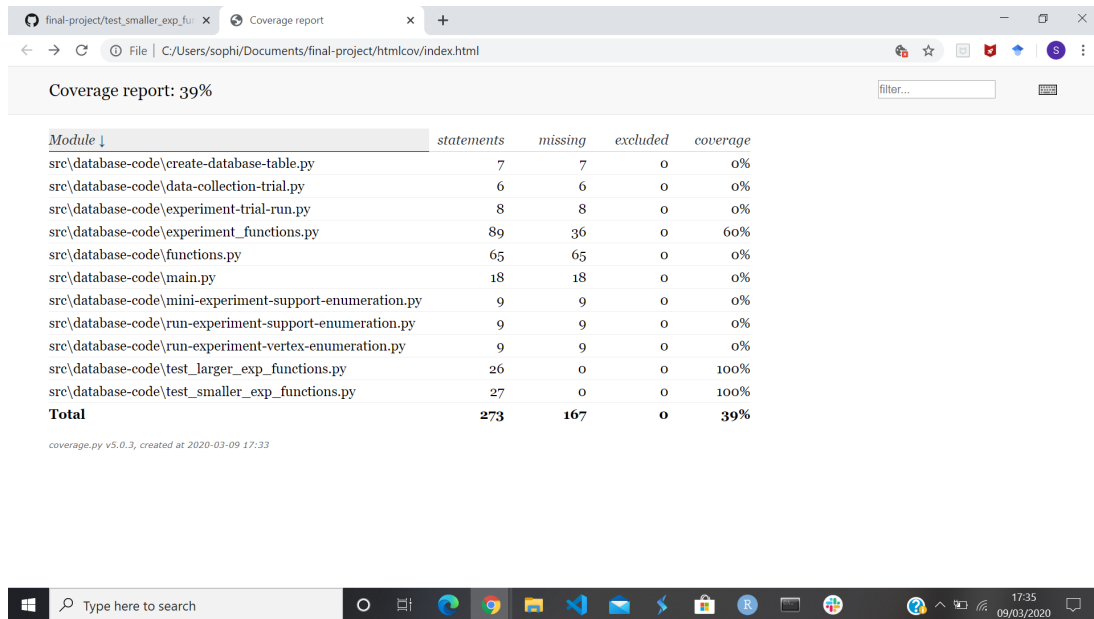 final-project/test_smaller_exp_fun
Coverage report
File | C:/Users/sophi/Documents/final-project/htmlcov/index.html
S
Coverage report: 39%
filter...
Module ↓ statements missing excluded coverage
src\database-code\create-database-table.py 7 7 0 0%
src\database-code\data-collection-trial.py 6 6 0 0%
src\database-code\experiment-trial-run.py 8 8 0 0%
src\database-code\experiment_functions.py 89 36 0 60%
src\database-code\functions.py 65 65 0 0%
src\database-code\main.py 18 18 0 0%
src\database-code\mini-experiment-support-enumeration.py 9 9 0 0%
src\database-code\run-experiment-support-enumeration.py 9 9 0 0%
src\database-code\run-experiment-vertex-enumeration.py 9 9 0 0%
src\database-code\test_larger_exp_functions.py 26 0 0 100%
src\database-code\test_smaller_exp_functions.py 27 0 0 100%
Total 273 167 0 39%
coverage.py v5.0.3, created at 2020-03-09 17:33
Type here to search
R
17:35
09/03/2020